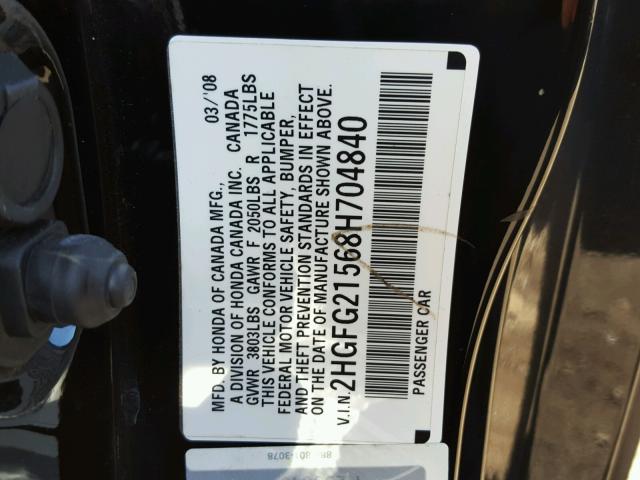 MFD. BY HONDA OF CANADA MFG., 03/'08
A DIVISION OF HONDA CANADA INC. CANADA
GVWR 3803LBS GAWR F 2050LBS R 1775LBS
THIS VEHICLE CONFORMS TO ALL APPLICABLE
FEDERAL MOTOR VEHICLE SAFETY, BUMPER,
AND THEFT PREVENTION STANDARDS IN EFFECT
ON THE DATE OF MANUFACTURE SHOWN ABOVE.
V.I.N. 2HGFG21568H704840
PASSENGER CAR